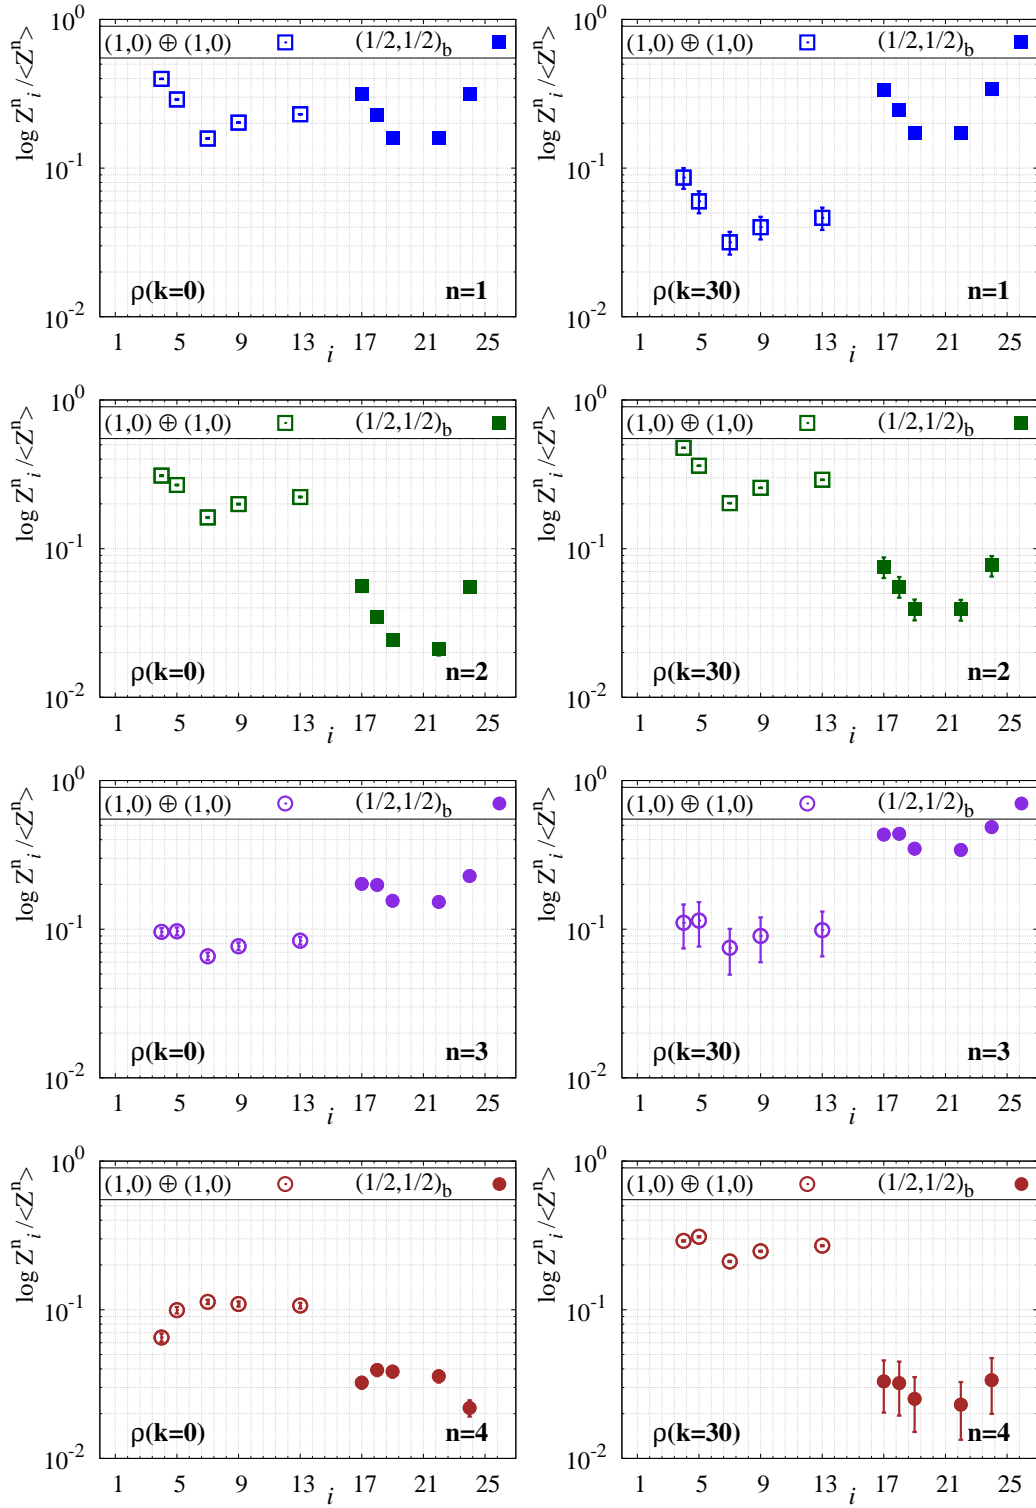 10^0 (1,0) ⊕ (1,0) (1/2,1/2)_b
log Z^n_i /<Z^n>
10^-1
10^-2 ρ(k=0) n=1
1 5 9 13 17 21 25
i
10^0 (1,0) ⊕ (1,0) (1/2,1/2)_b
log Z^n_i /<Z^n>
10^-1
10^-2 ρ(k=30) n=1
1 5 9 13 17 21 25
i
10^0 (1,0) ⊕ (1,0) (1/2,1/2)_b
log Z^n_i /<Z^n>
10^-1
10^-2 ρ(k=0) n=2
1 5 9 13 17 21 25
i
10^0 (1,0) ⊕ (1,0) (1/2,1/2)_b
log Z^n_i /<Z^n>
10^-1
10^-2 ρ(k=30) n=2
1 5 9 13 17 21 25
i
10^0 (1,0) ⊕ (1,0) (1/2,1/2)_b
log Z^n_i /<Z^n>
10^-1
10^-2 ρ(k=0) n=3
1 5 9 13 17 21 25
i
10^0 (1,0) ⊕ (1,0) (1/2,1/2)_b
log Z^n_i /<Z^n>
10^-1
10^-2 ρ(k=30) n=3
1 5 9 13 17 21 25
i
10^0 (1,0) ⊕ (1,0) (1/2,1/2)_b
log Z^n_i /<Z^n>
10^-1
10^-2 ρ(k=0) n=4
1 5 9 13 17 21 25
i
10^0 (1,0) ⊕ (1,0) (1/2,1/2)_b
log Z^n_i /<Z^n>
10^-1
10^-2 ρ(k=30) n=4
1 5 9 13 17 21 25
i